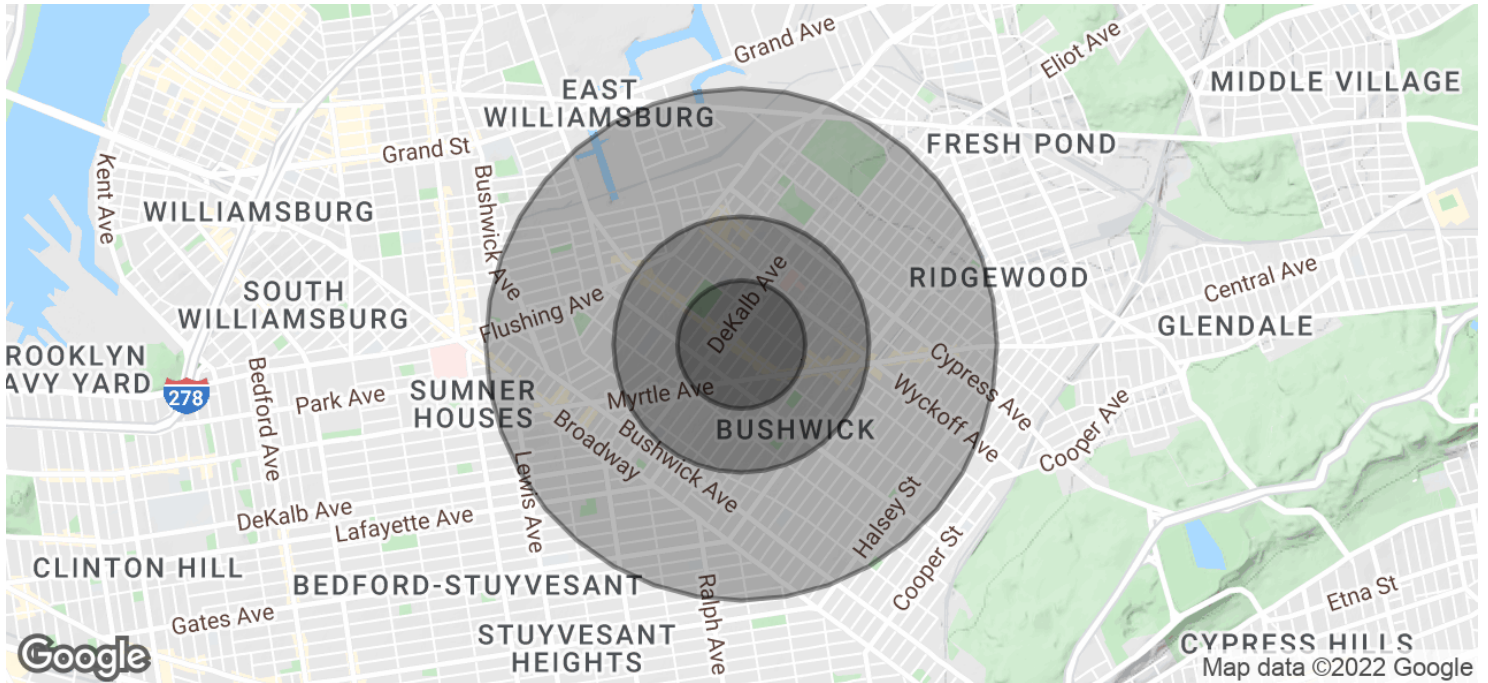 Grand Ave
Eliot Ave
MIDDLE VILLAGE
EAST
WILLIAMSBURG
FRESH POND
Grand St
Kent Ave
Bushwick Ave
WILLIAMSBURG
DeKalb Ave
RIDGEWOOD
Central Ave
SOUTH
WILLIAMSBURG
Flushing Ave
GLENDALE
ROOKLYN
AVY YARD
278
Bedford Ave
Park Ave
SUMNER
HOUSES
Myrtle Ave
Cypress Ave
Wyckoff Ave
BUSHWICK
Broadway
Bushwick Ave
Cooper Ave
Lewis Ave
Halsey St
DeKalb Ave
Lafayette Ave
CLINTON HILL
BEDFORD-STUYVESANT
Ralph Ave
Cooper St
Etna St
Gates Ave
STUYVESANT
HEIGHTS
CYPRESS HILLS
Google
Map data ©2022 Google